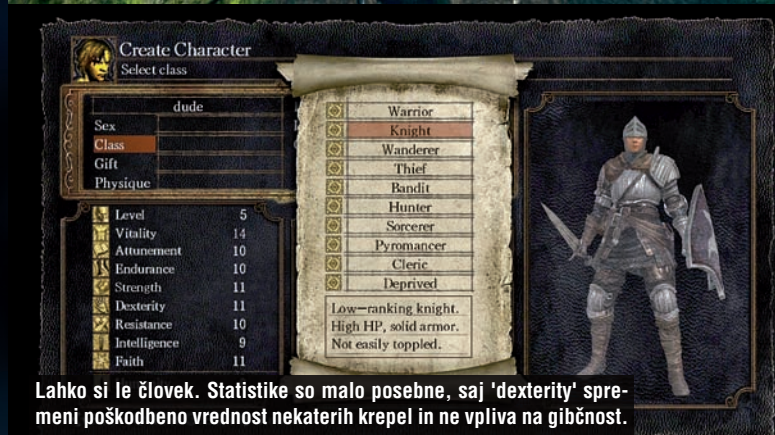 Create Character
Select class
dude
Sex
Class
Gift
Physique
Level 5
Vitality 14
Attunement 10
Endurance 10
Strength 11
Dexterity 11
Resistance 10
Intelligence 9
Faith 11
Warrior
Knight
Wanderer
Thief
Bandit
Hunter
Sorcerer
Pyromancer
Cleric
Deprived
Low-ranking knight.
High HP, solid armor.
Not easily toppled.
Lahko si le človek. Statistike so malo posebne, saj 'dexterity' spre-
meni poškodbeno vrednost nekaterih krepel in ne vpliva na gibčnost.